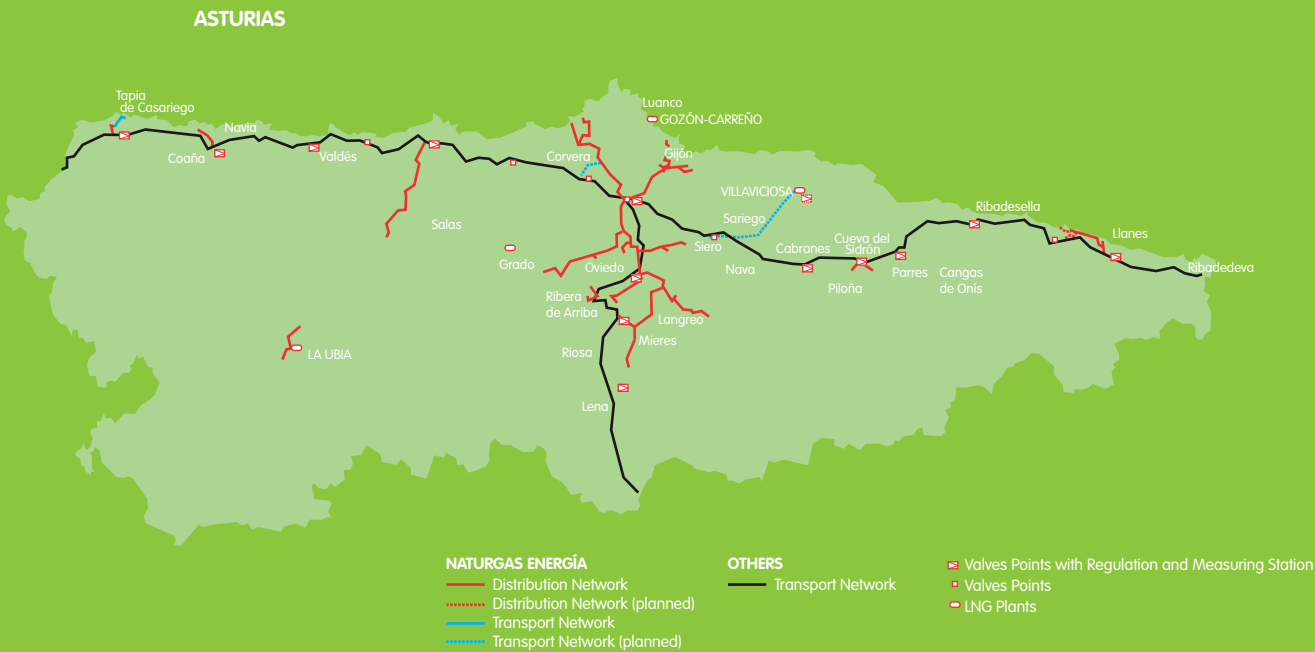 ASTURIAS
Tapia
de Casariego
Luanco
GOZÓN-CARREÑO
Navia
Coaña
Valdés
Corvera
Gijón
VILLAVICIOSA
Ribadesella
Salas
Sariego
Siero
Cabranes
Cueva del
Sidrón
Llanes
Grado
Oviedo
Nava
Piloña
Parres
Cangas
de Onís
Ribadedeva
Ribera
de Arriba
Langreo
Mieres
Riosa
LA UBIA
Lena
NATURGAS ENERGÍA
Distribution Network
Distribution Network (planned)
Transport Network
Transport Network (planned)
OTHERS
Transport Network
Valves Points with Regulation and Measuring Station
Valves Points
LNG Plants